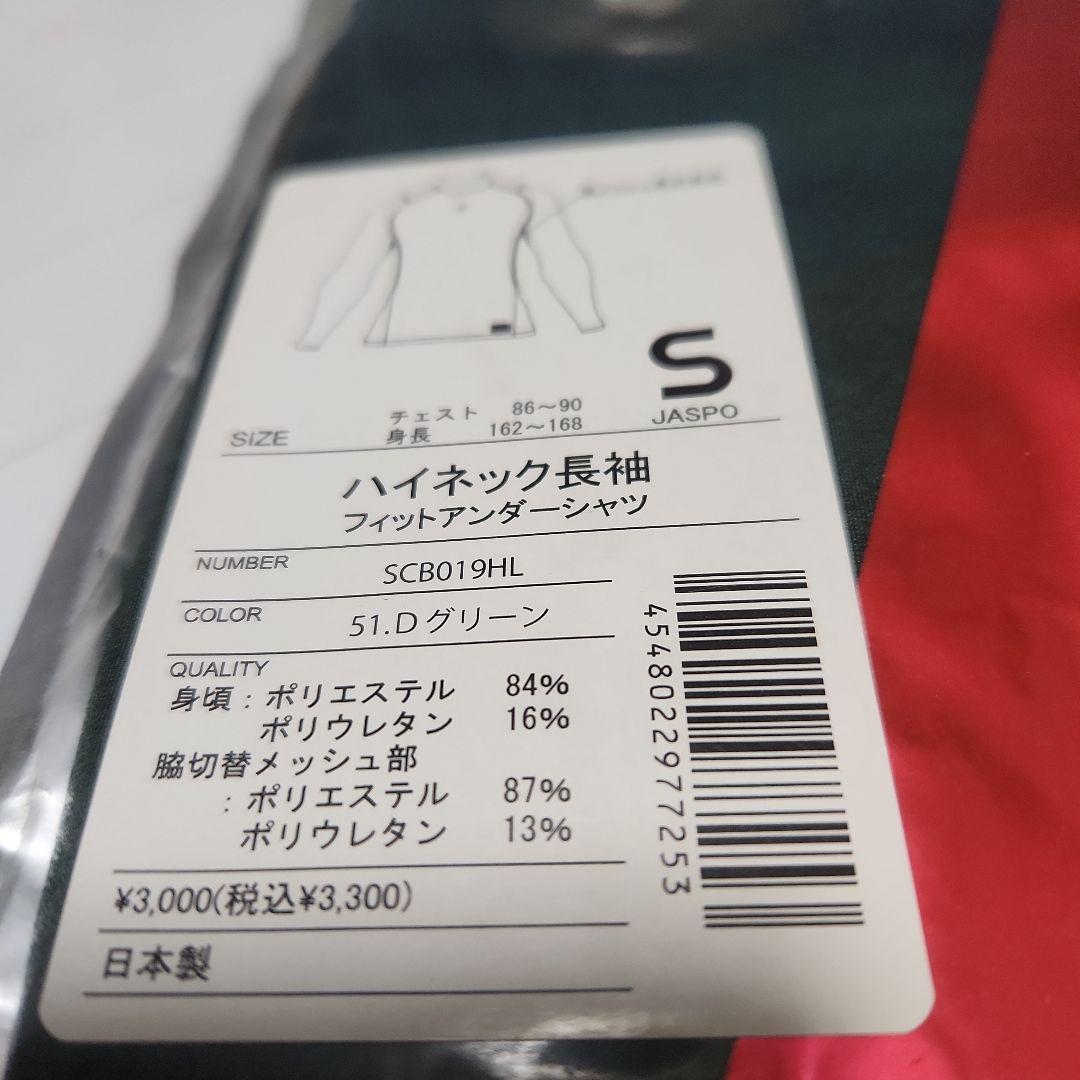 S
JASPO
SIZE
チェスト 86〜90
身長 162〜168
ハイネック長袖
フィットアンダーシャツ
NUMBER SCB019HL
COLOR 51.Dグリーン
QUALITY
身頃：ポリエステル 84%
ポリウレタン 16%
脇切替メッシュ部
：ポリエステル 87%
ポリウレタン 13%
¥3,000(税込¥3,300)
日本製
4548022977253